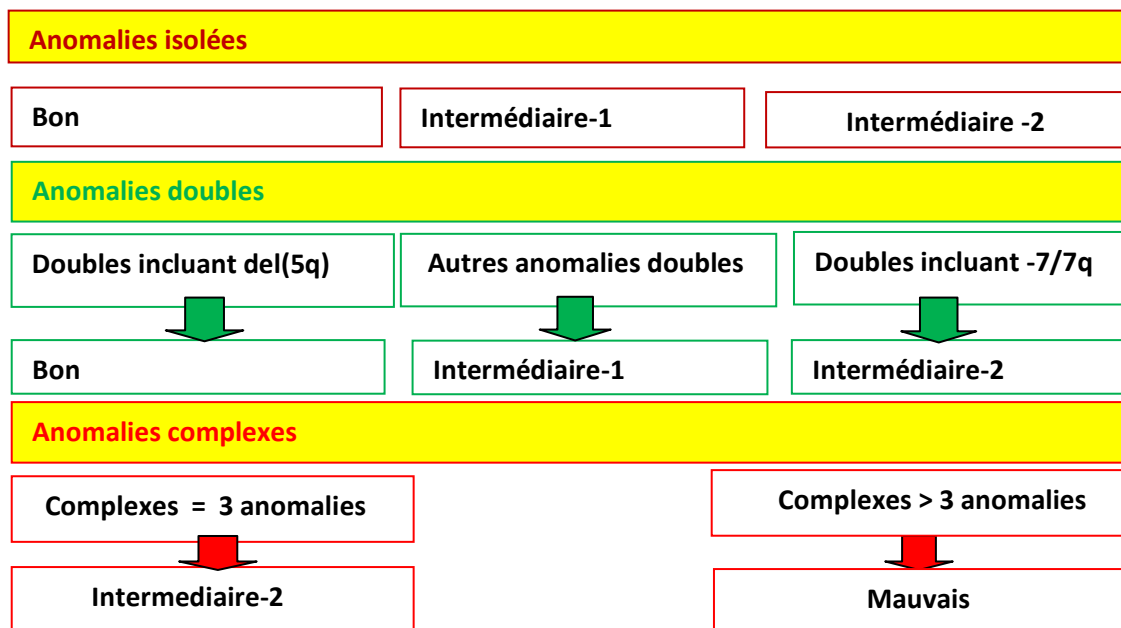 Anomalies isolées
Bon
Intermédiaire-1
Intermédiaire -2
Anomalies doubles
Doubles incluant del(5q)
Autres anomalies doubles
Doubles incluant -7/7q
Bon
Intermédiaire-1
Intermédiaire-2
Anomalies complexes
Complexes = 3 anomalies
Complexes > 3 anomalies
Intermediaire-2
Mauvais